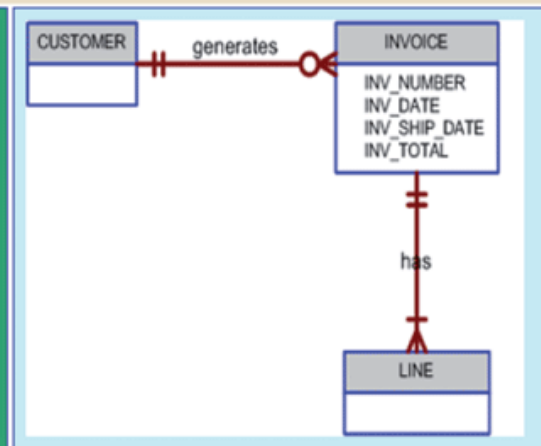 CUSTOMER
generates
INVOICE
INV_NUMBER
INV_DATE
INV_SHIP_DATE
INV_TOTAL
has
LINE